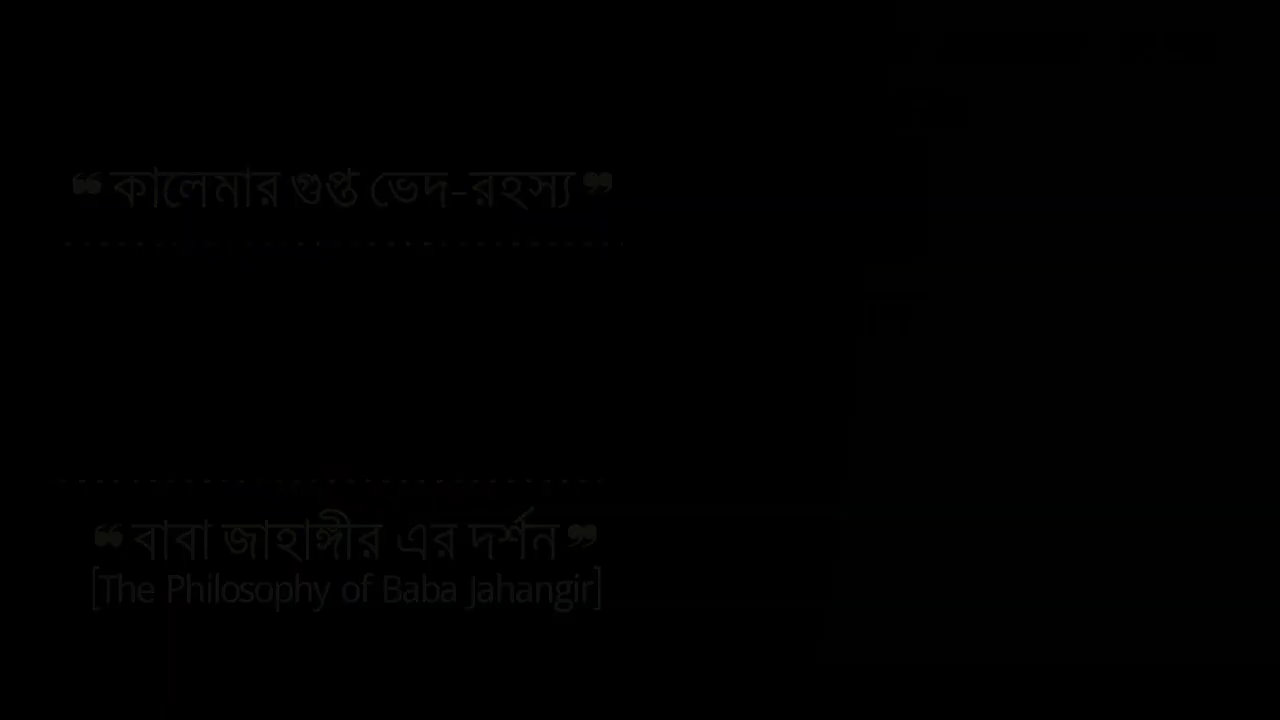 ❝ কালেমার গুপ্ত ভেদ-রহস্য ❞
❝ বাবা জাহাঙ্গীর এর দর্শন ❞
[The Philosophy of Baba Jahangir]